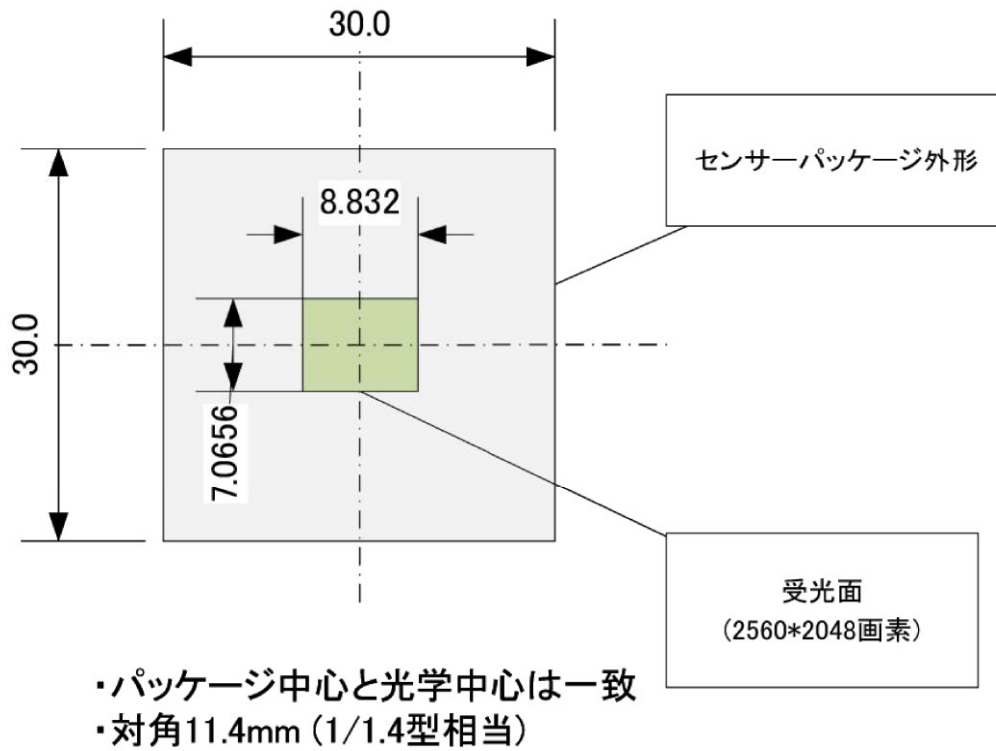 30.0
センサーパッケージ外形
8.832
30.0
7.0656
受光面
(2560*2048画素)
・パッケージ中心と光学中心は一致
・対角11.4mm (1/1.4型相当)